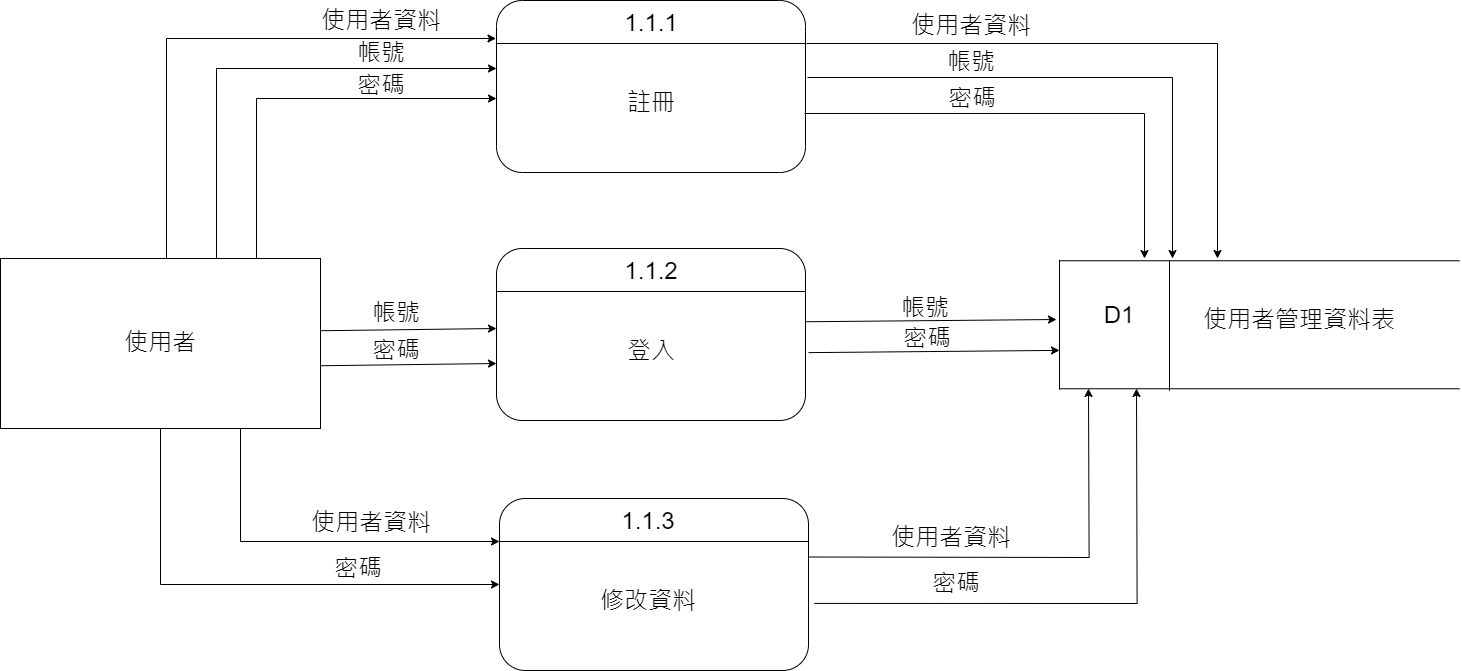 使用者資料
帳號
密碼
1.1.1
註冊
使用者資料
帳號
密碼
使用者
帳號
密碼
1.1.2
登入
帳號
密碼
D1
使用者管理資料表
使用者資料
密碼
1.1.3
修改資料
使用者資料
密碼